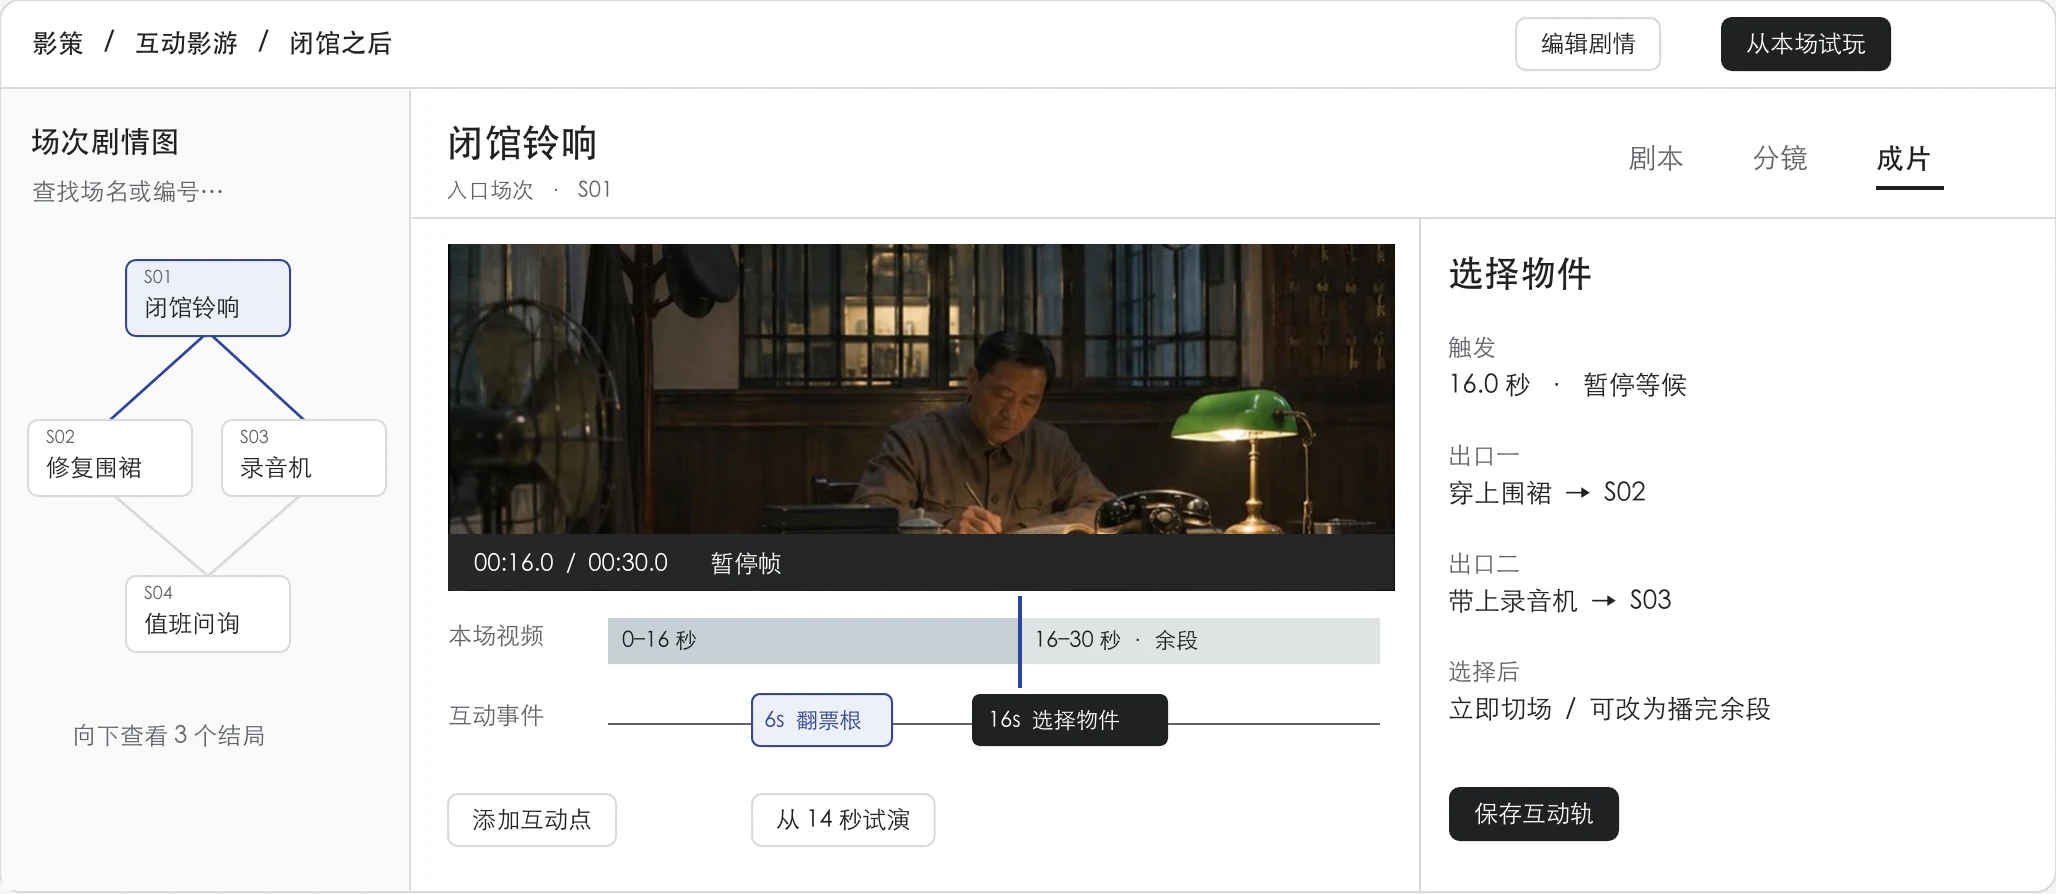 影策 / 互动影游 / 闭馆之后
编辑剧情
从本场试玩
场次剧情图
查找场名或编号…
S01
闭馆铃响
S02
修复围裙
S03
录音机
S04
值班问询
向下查看 3 个结局
闭馆铃响
入口场次 · S01
剧本
分镜
成片
00:16.0 / 00:30.0 暂停帧
本场视频
0–16 秒
16–30 秒 · 余段
互动事件
6s 翻票根
16s 选择物件
添加互动点
从 14 秒试演
选择物件
触发
16.0 秒 · 暂停等候
出口一
穿上围裙 → S02
出口二
带上录音机 → S03
选择后
立即切场 / 可改为播完余段
保存互动轨